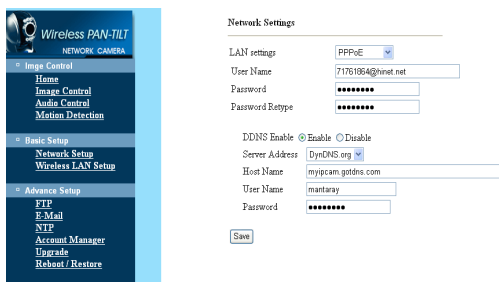 Wireless PAN-TILT
NETWORK CAMERA
Imge Control
Home
Image Control
Audio Control
Motion Detection
Basic Setup
Network Setup
Wireless LAN Setup
Advance Setup
FTP
E-Mail
NTP
Account Manager
Upgrade
Reboot / Restore
Network Settings
LAN settings PPPoE
User Name 71761864@hinet.net
Password ●●●●●●●●
Password Retype ●●●●●●●●
DDNS Enable Enable Disable
Server Address DynDNS.org
Host Name myipcam.gotdns.com
User Name mantaray
Password ●●●●●●●●
Save